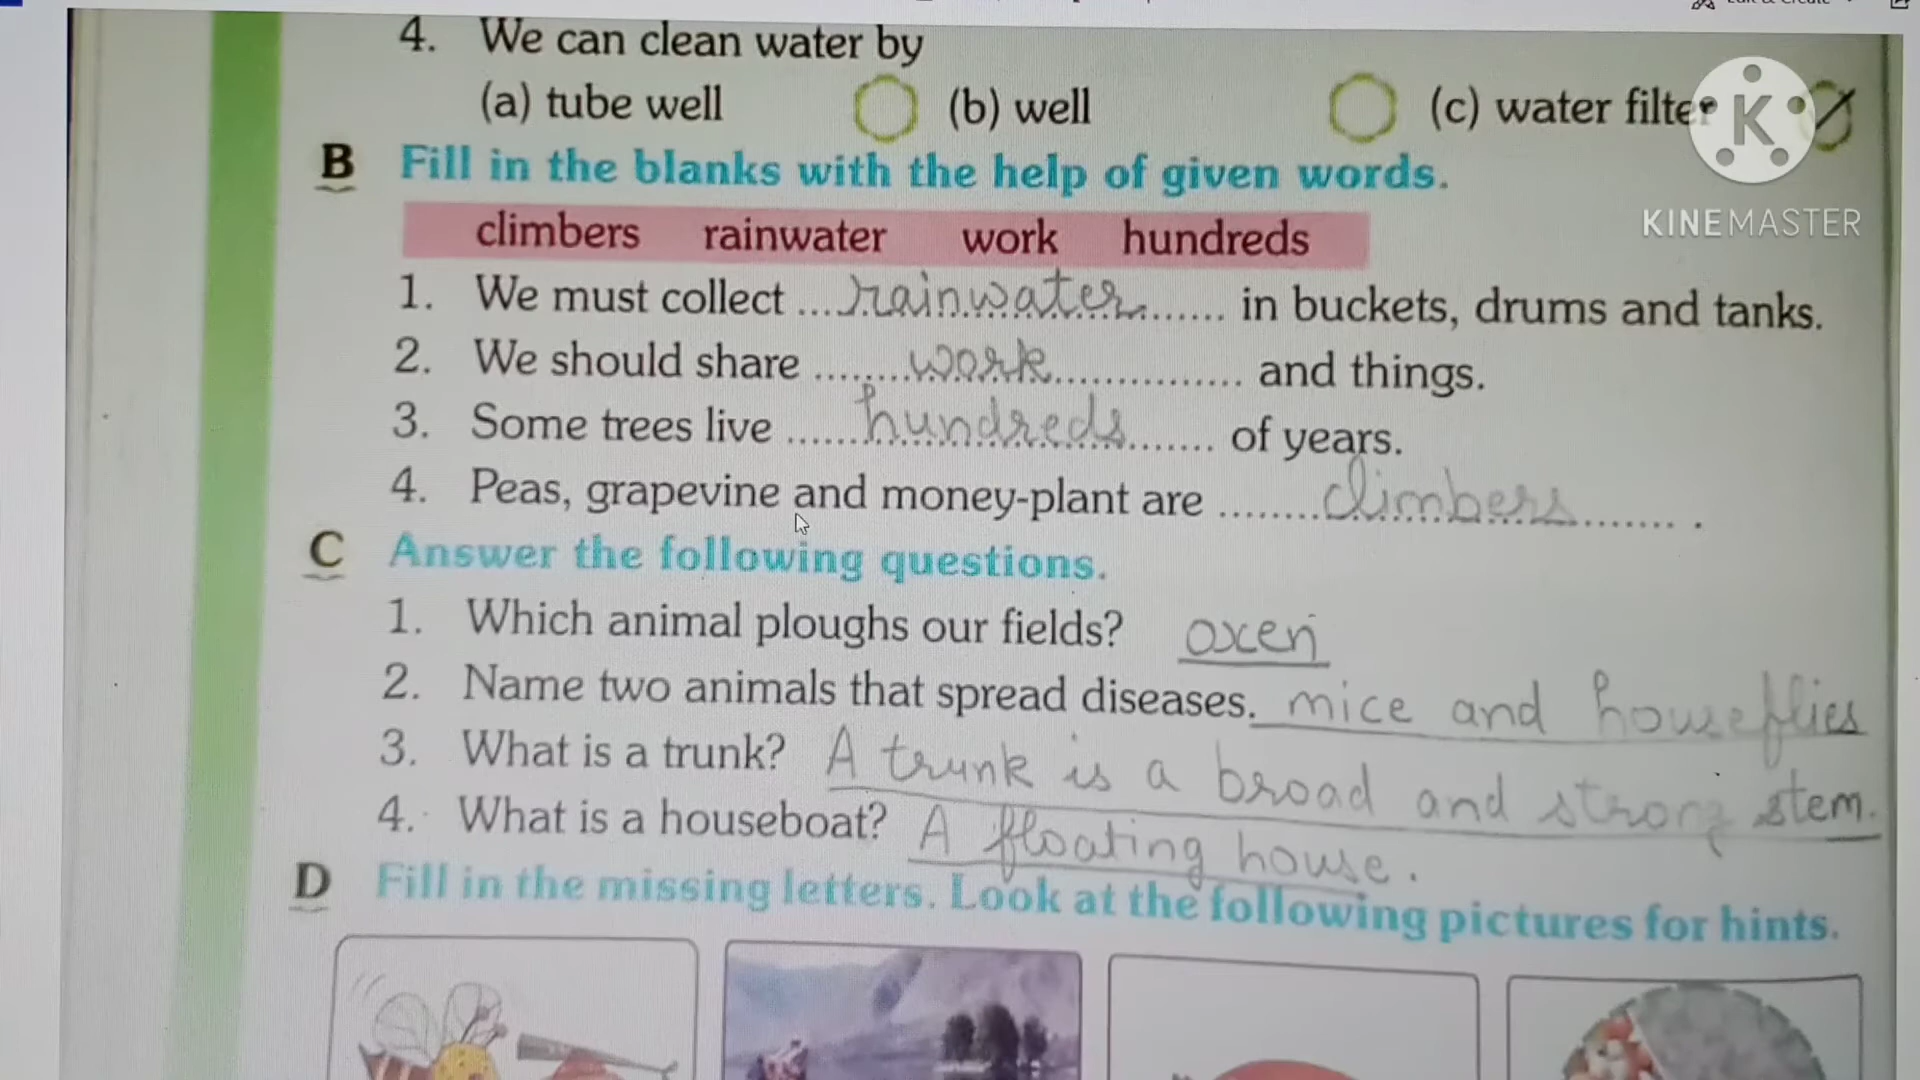 4. We can clean water by
(a) tube well (b) well (c) water filter
B Fill in the blanks with the help of given words.
climbers rainwater work hundreds
KINEMASTER
1. We must collect ...rainwater....... in buckets, drums and tanks.
2. We should share .......work............... and things.
3. Some trees live ......hundreds....... of years.
4. Peas, grapevine and money-plant are ........climbers....... .
C Answer the following questions.
1. Which animal ploughs our fields? oxen
2. Name two animals that spread diseases. mice and houseflies
3. What is a trunk? A trunk is a broad and strong stem.
4. What is a houseboat? A floating house.
D Fill in the missing letters. Look at the following pictures for hints.